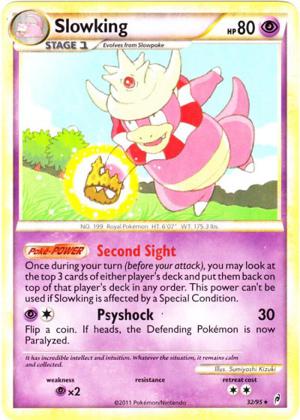 Slowking
HP 80
STAGE 1
Evolves from Slowpoke
NO. 199 Royal Pokémon HT. 6'07" WT. 175.3 lbs.
Poké-POWER Second Sight
Once during your turn (before your attack), you may look
at the top 3 cards of either player's deck and put them back on
top of that player's deck in any order. This power can't be used
if Slowking is affected by a Special Condition.
Psyshock 30
Flip a coin. If heads, the Defending Pokémon is now
Paralyzed.
It has incredible intellect and intuition. Whatever the situation, it remains calm
and collected.
Illus. Sumiyoshi Kizuki
weakness resistance retreat cost
×2
©2011 Pokémon/Nintendo
32/95